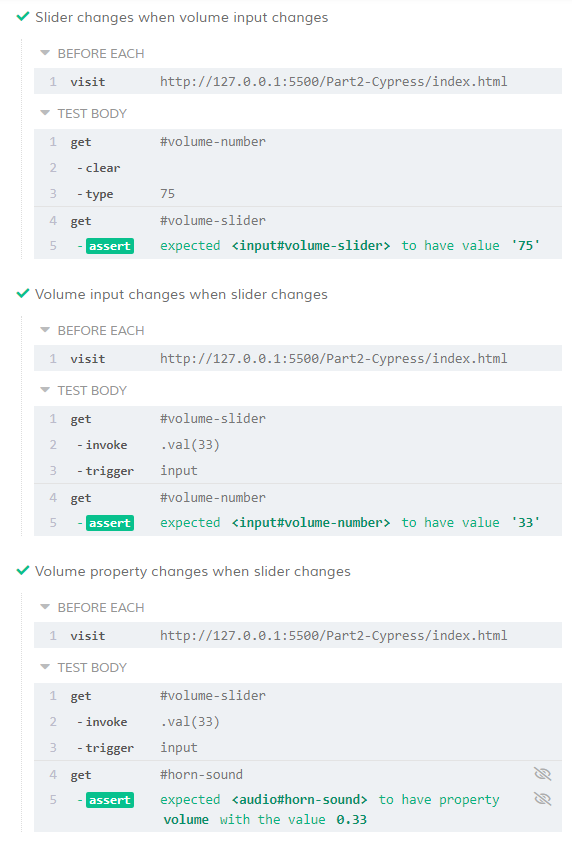 Slider changes when volume input changes
BEFORE EACH
1 visit http://127.0.0.1:5500/Part2-Cypress/index.html
TEST BODY
1 get #volume-number
2 -clear
3 -type 75
4 get #volume-slider
5 -assert expected <input#volume-slider> to have value '75'
Volume input changes when slider changes
BEFORE EACH
1 visit http://127.0.0.1:5500/Part2-Cypress/index.html
TEST BODY
1 get #volume-slider
2 -invoke .val(33)
3 -trigger input
4 get #volume-number
5 -assert expected <input#volume-number> to have value '33'
Volume property changes when slider changes
BEFORE EACH
1 visit http://127.0.0.1:5500/Part2-Cypress/index.html
TEST BODY
1 get #volume-slider
2 -invoke .val(33)
3 -trigger input
4 get #horn-sound
5 -assert expected <audio#horn-sound> to have property
volume with the value 0.33